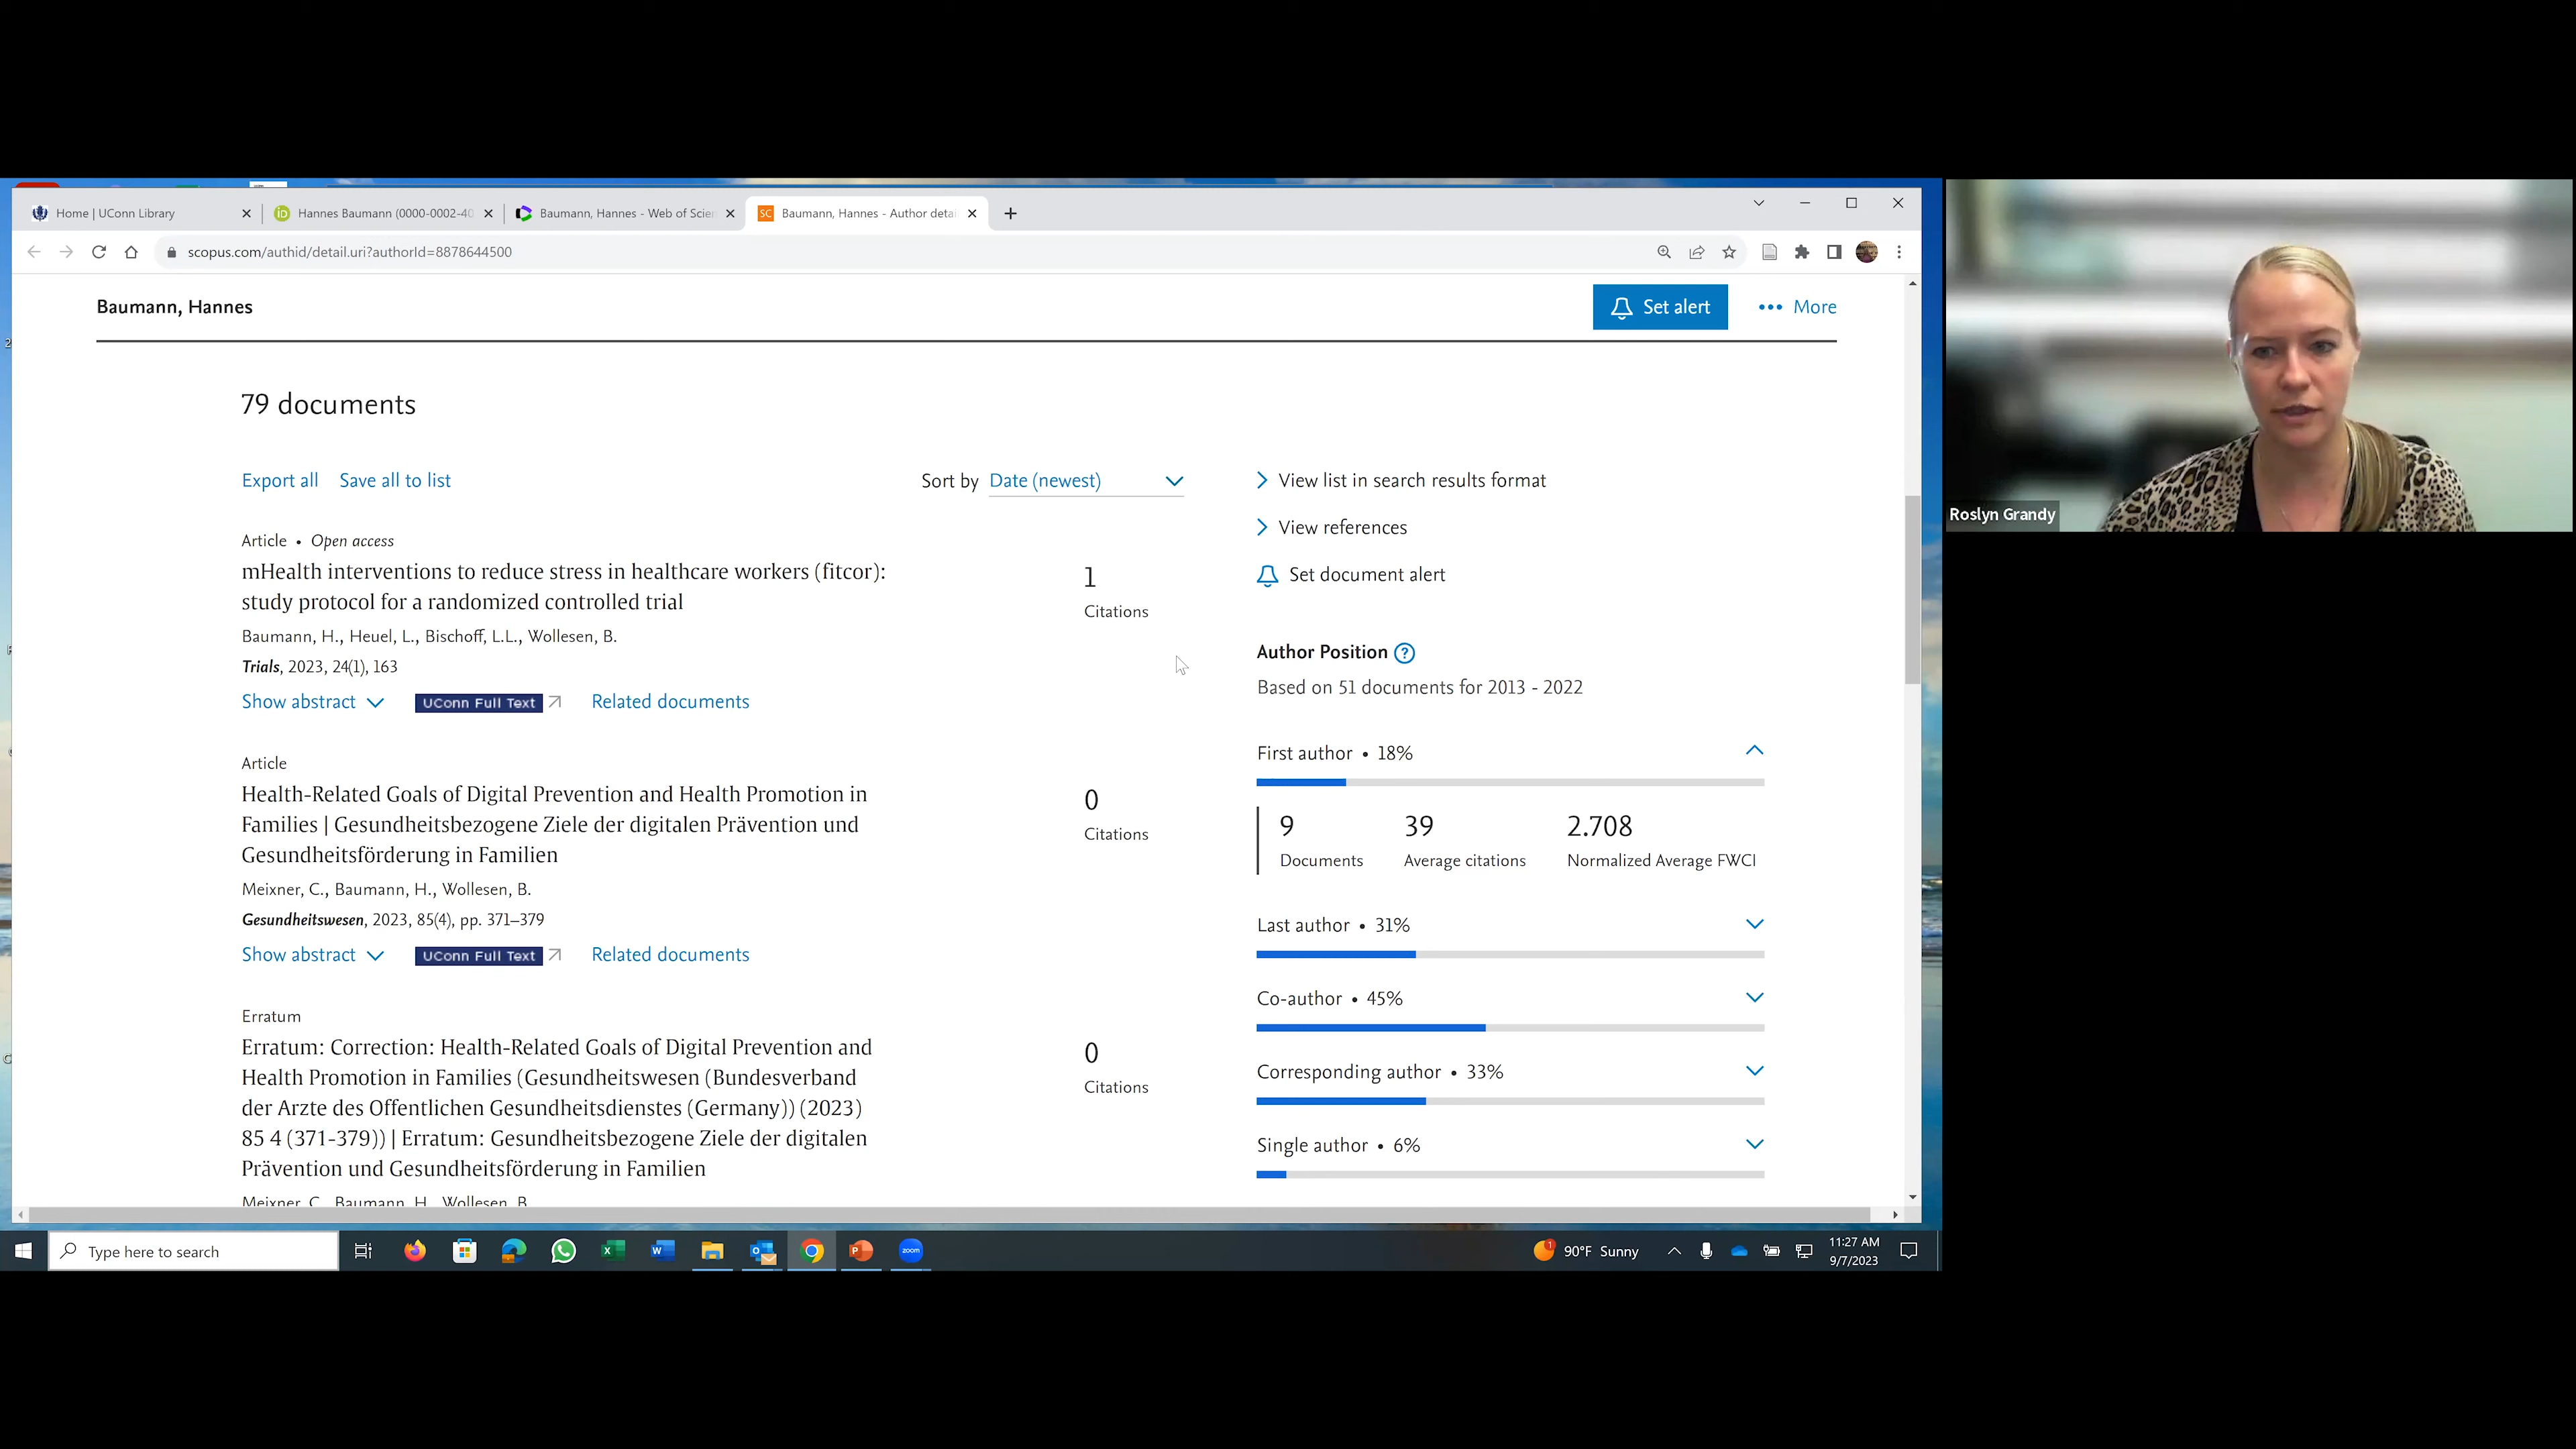 Home | UConn Library
Hannes Baumann (0000-0002-40
Baumann, Hannes - Web of Scien
SC
Baumann, Hannes - Author detai
scopus.com/authid/detail.uri?authorId=8878644500
Baumann, Hannes
Set alert
More
79 documents
Export all
Save all to list
Sort by
Date (newest)
View list in search results format
View references
Set document alert
Article • Open access
mHealth interventions to reduce stress in healthcare workers (fitcor):
study protocol for a randomized controlled trial
Baumann, H., Heuel, L., Bischoff, L.L., Wollesen, B.
Trials, 2023, 24(1), 163
1
Citations
Show abstract
UConn Full Text
Related documents
Article
Health-Related Goals of Digital Prevention and Health Promotion in
Families | Gesundheitsbezogene Ziele der digitalen Prävention und
Gesundheitsförderung in Familien
Meixner, C., Baumann, H., Wollesen, B.
Gesundheitswesen, 2023, 85(4), pp. 371–379
0
Citations
Show abstract
UConn Full Text
Related documents
Erratum
Erratum: Correction: Health-Related Goals of Digital Prevention and
Health Promotion in Families (Gesundheitswesen (Bundesverband
der Arzte des Offentlichen Gesundheitsdienstes (Germany)) (2023)
85 4 (371-379)) | Erratum: Gesundheitsbezogene Ziele der digitalen
Prävention und Gesundheitsförderung in Familien
Meixner, C., Baumann, H., Wollesen, B.
0
Citations
Author Position ?
Based on 51 documents for 2013 - 2022
First author • 18%
9
Documents
39
Average citations
2.708
Normalized Average FWCI
Last author • 31%
Co-author • 45%
Corresponding author • 33%
Single author • 6%
Roslyn Grandy
Type here to search
zoom
1
90°F Sunny
11:27 AM
9/7/2023